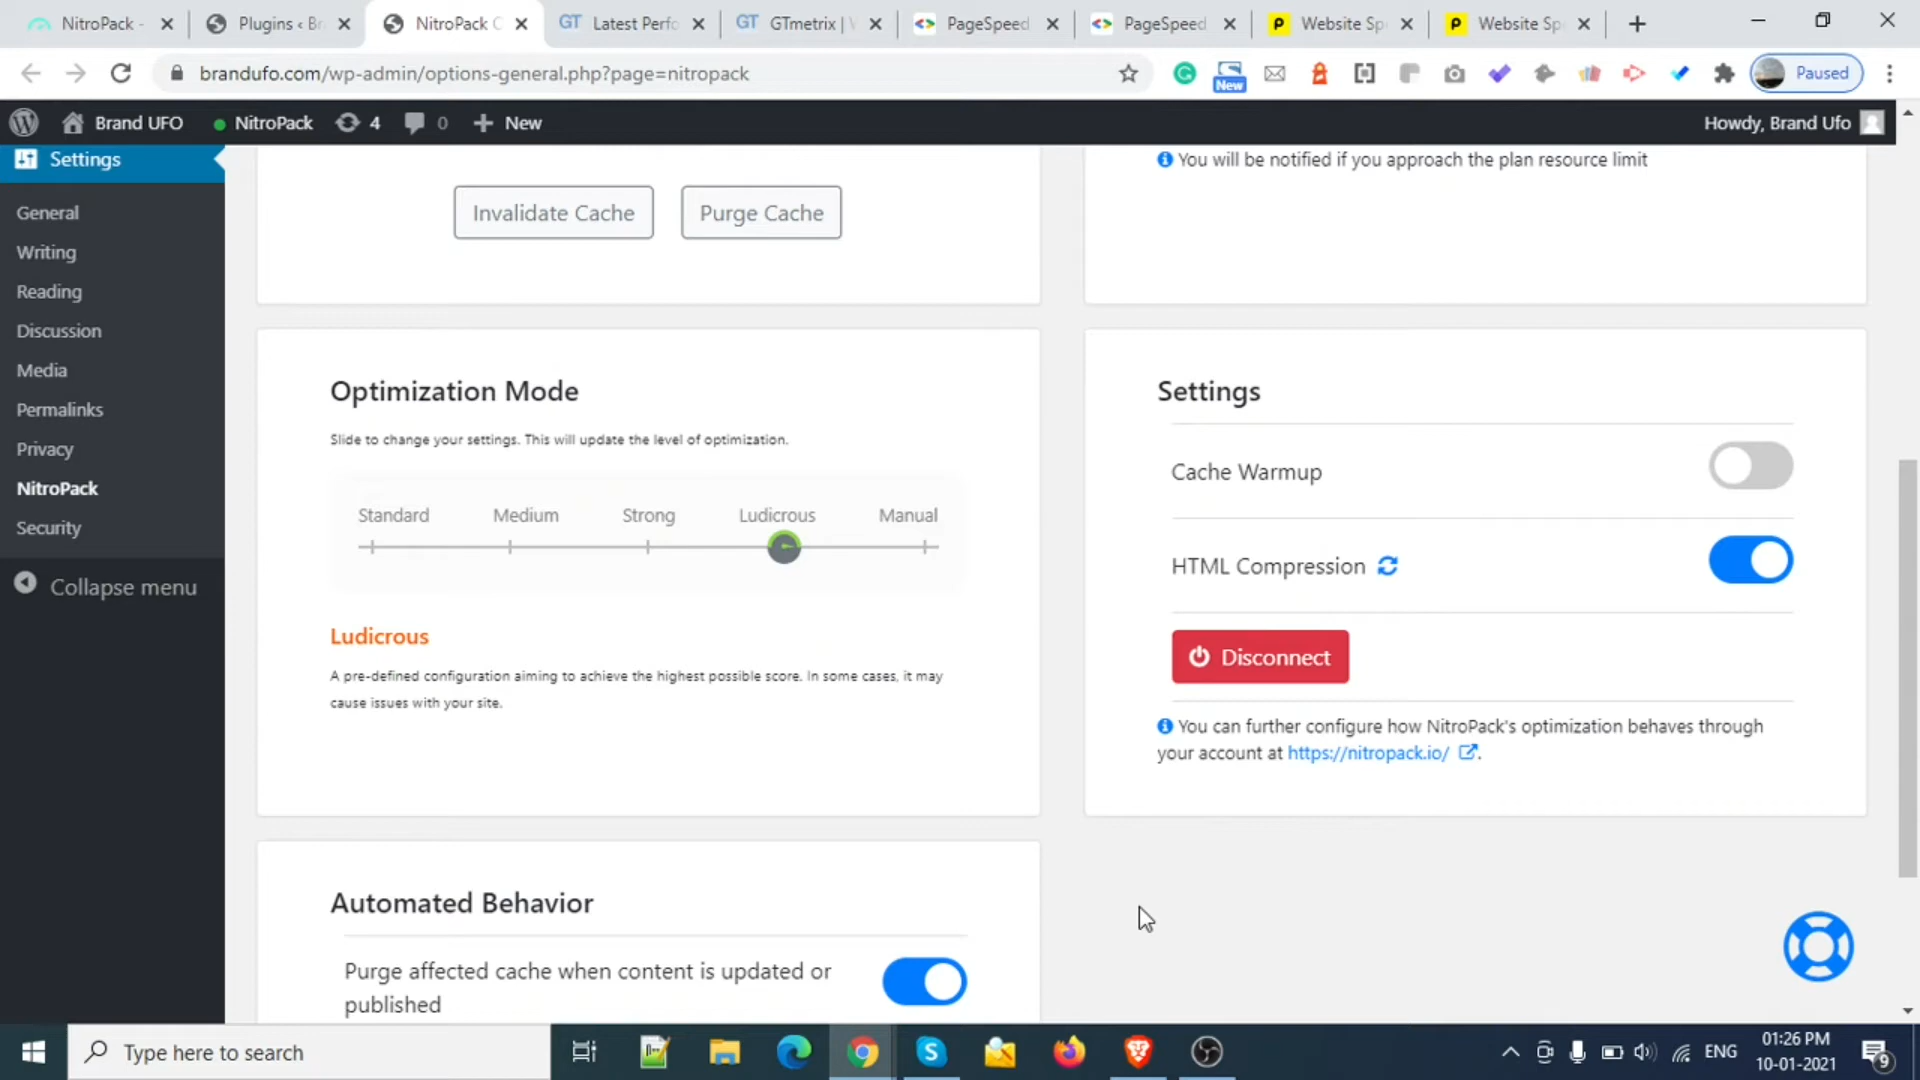 NitroPack -
Plugins ‹ Br
NitroPack O
GT Latest Perfo
GT GTmetrix | V
PageSpeed
PageSpeed
Website Spe
Website Spe
brandufo.com/wp-admin/options-general.php?page=nitropack
New
Paused
Brand UFO
NitroPack
4
0
New
Howdy, Brand Ufo
Settings
General
Writing
Reading
Discussion
Media
Permalinks
Privacy
NitroPack
Security
Collapse menu
Invalidate Cache
Purge Cache
You will be notified if you approach the plan resource limit
Optimization Mode
Slide to change your settings. This will update the level of optimization.
Standard
Medium
Strong
Ludicrous
Manual
Ludicrous
A pre-defined configuration aiming to achieve the highest possible score. In some cases, it may
cause issues with your site.
Settings
Cache Warmup
HTML Compression
Disconnect
You can further configure how NitroPack's optimization behaves through
your account at https://nitropack.io/ .
Automated Behavior
Purge affected cache when content is updated or
published
Type here to search
ENG
01:26 PM
10-01-2021
9